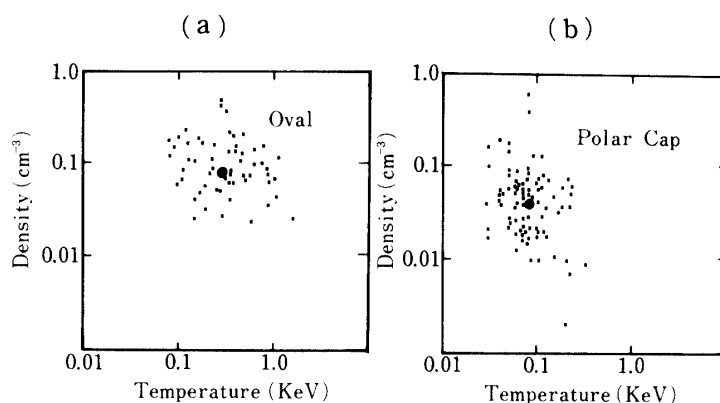 (a)
(b)
1.0
0.1
0.01
Density (cm⁻³)
Oval
0.01
0.1
1.0
Temperature (KeV)
1.0
0.1
0.01
Density (cm⁻³)
Polar Cap
0.01
0.1
1.0
Temperature (KeV)